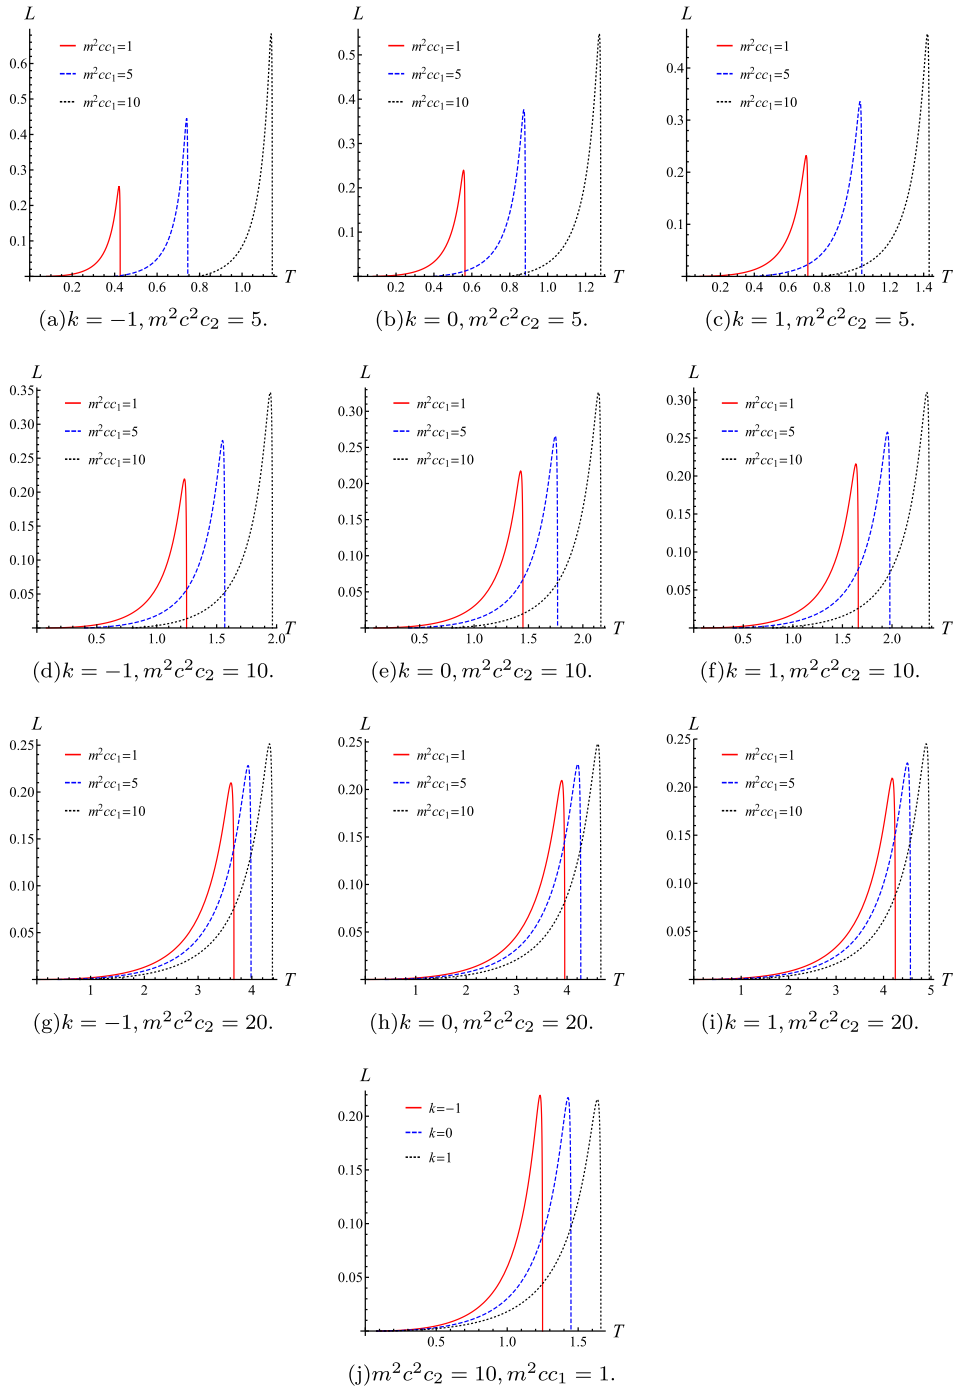 L
m²cc₁=1
m²cc₁=5
m²cc₁=10
0.6
0.5
0.4
0.3
0.2
0.1
0.2 0.4 0.6 0.8 1.0 T
(a)k = −1, m²c²c₂ = 5.
L
m²cc₁=1
m²cc₁=5
m²cc₁=10
0.5
0.4
0.3
0.2
0.1
0.2 0.4 0.6 0.8 1.0 1.2 T
(b)k = 0, m²c²c₂ = 5.
L
m²cc₁=1
m²cc₁=5
m²cc₁=10
0.4
0.3
0.2
0.1
0.2 0.4 0.6 0.8 1.0 1.2 1.4 T
(c)k = 1, m²c²c₂ = 5.
L
m²cc₁=1
m²cc₁=5
m²cc₁=10
0.35
0.30
0.25
0.20
0.15
0.10
0.05
0.5 1.0 1.5 2.0 T
(d)k = −1, m²c²c₂ = 10.
L
m²cc₁=1
m²cc₁=5
m²cc₁=10
0.30
0.25
0.20
0.15
0.10
0.05
0.5 1.0 1.5 2.0 T
(e)k = 0, m²c²c₂ = 10.
L
m²cc₁=1
m²cc₁=5
m²cc₁=10
0.30
0.25
0.20
0.15
0.10
0.05
0.5 1.0 1.5 2.0 T
(f)k = 1, m²c²c₂ = 10.
L
m²cc₁=1
m²cc₁=5
m²cc₁=10
0.25
0.20
0.15
0.10
0.05
1 2 3 4 T
(g)k = −1, m²c²c₂ = 20.
L
m²cc₁=1
m²cc₁=5
m²cc₁=10
0.25
0.20
0.15
0.10
0.05
1 2 3 4 T
(h)k = 0, m²c²c₂ = 20.
L
m²cc₁=1
m²cc₁=5
m²cc₁=10
0.25
0.20
0.15
0.10
0.05
1 2 3 4 5 T
(i)k = 1, m²c²c₂ = 20.
L
k=−1
k=0
k=1
0.20
0.15
0.10
0.05
0.5 1.0 1.5 T
(j)m²c²c₂ = 10, m²cc₁ = 1.